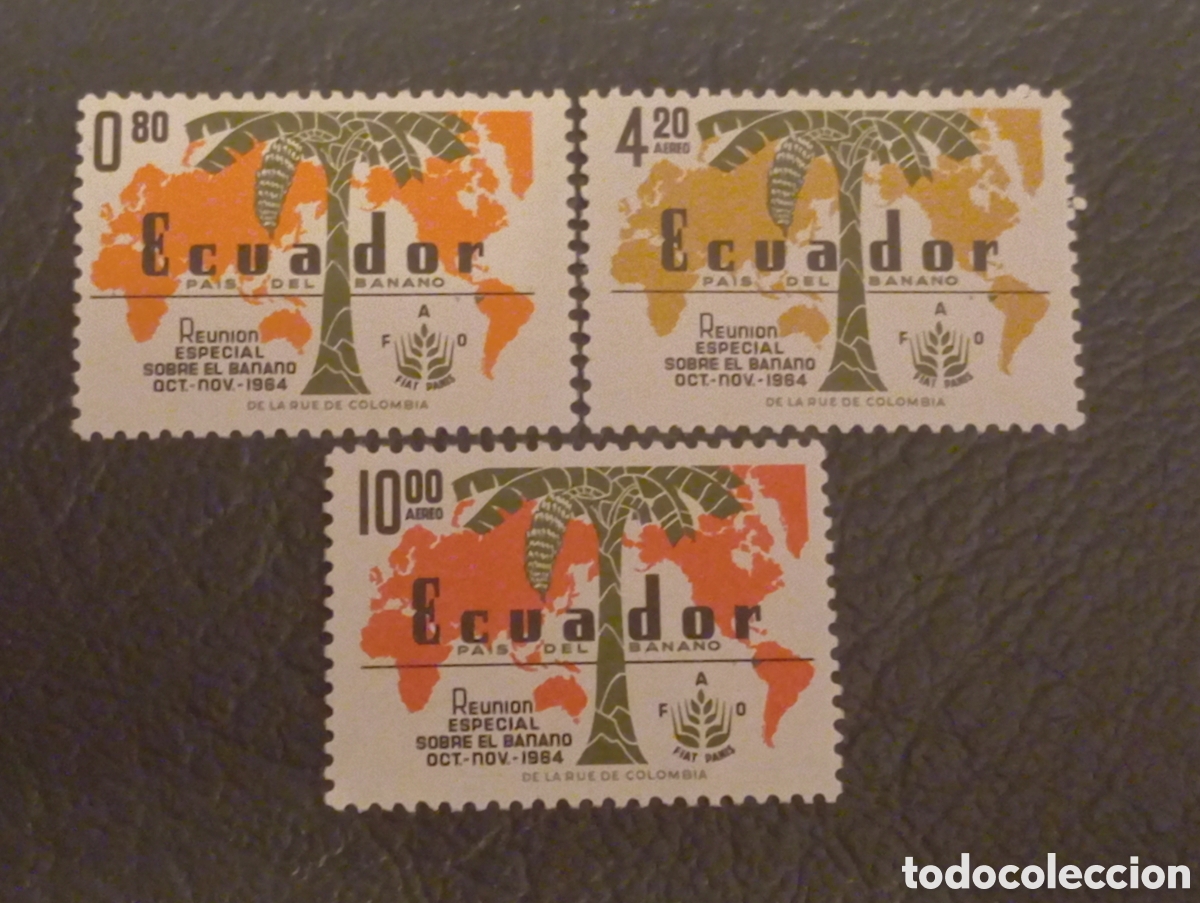 0.80
Ecuador
PAIS DEL BANANO
REUNION
ESPECIAL
SOBRE EL BANANO
OCT.-NOV.-1964
F A O
FIAT PANIS
DE LA RUE DE COLOMBIA
4.20
AEREO
Ecuador
PAIS DEL BANANO
REUNION
ESPECIAL
SOBRE EL BANANO
OCT.-NOV.-1964
F A O
FIAT PANIS
DE LA RUE DE COLOMBIA
10.00
AEREO
Ecuador
PAIS DEL BANANO
REUNION
ESPECIAL
SOBRE EL BANANO
OCT.-NOV.-1964
F A O
FIAT PANIS
DE LA RUE DE COLOMBIA
todocoleccion